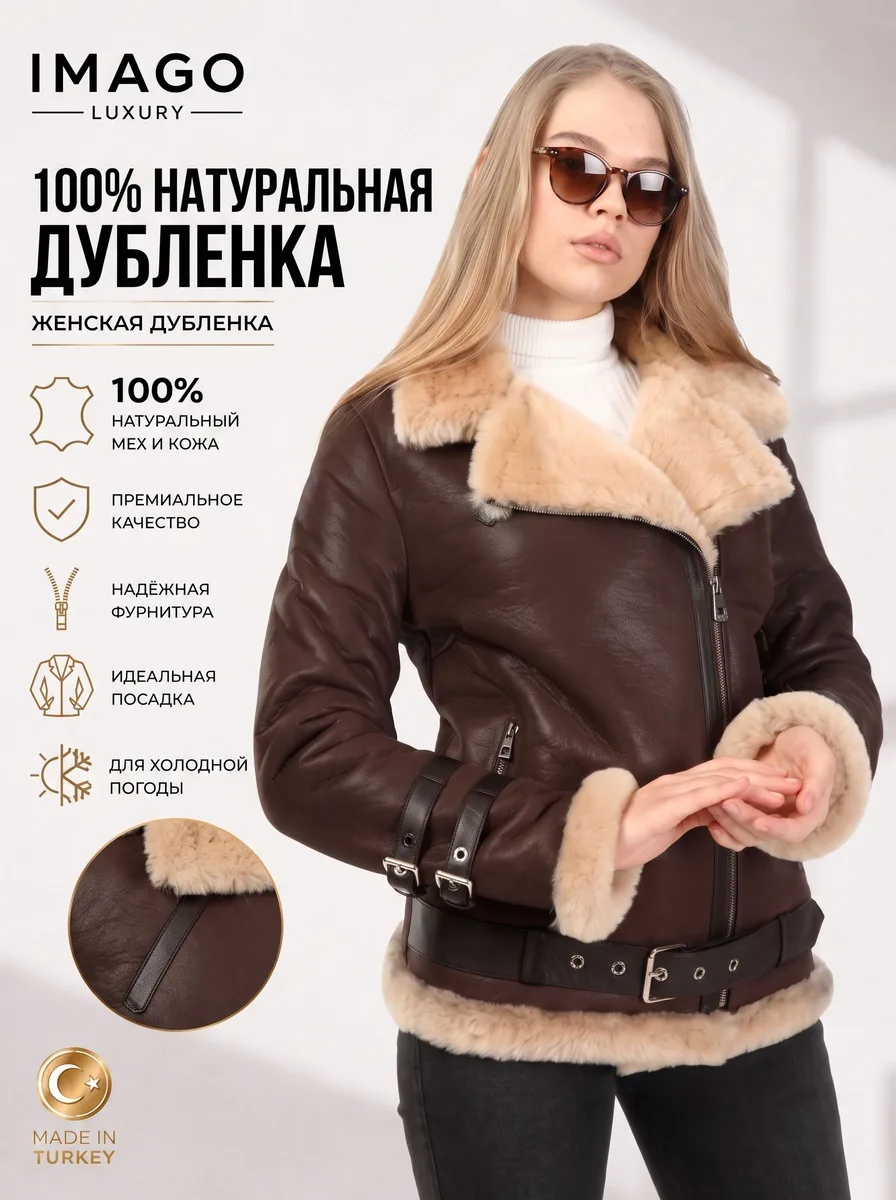 IMAGO
LUXURY
100% НАТУРАЛЬНАЯ
ДУБЛЕНКА
ЖЕНСКАЯ ДУБЛЕНКА
100%
НАТУРАЛЬНЫЙ
МЕХ И КОЖА
ПРЕМИАЛЬНОЕ
КАЧЕСТВО
НАДЁЖНАЯ
ФУРНИТУРА
ИДЕАЛЬНАЯ
ПОСАДКА
ДЛЯ ХОЛОДНОЙ
ПОГОДЫ
MADE IN
TURKEY